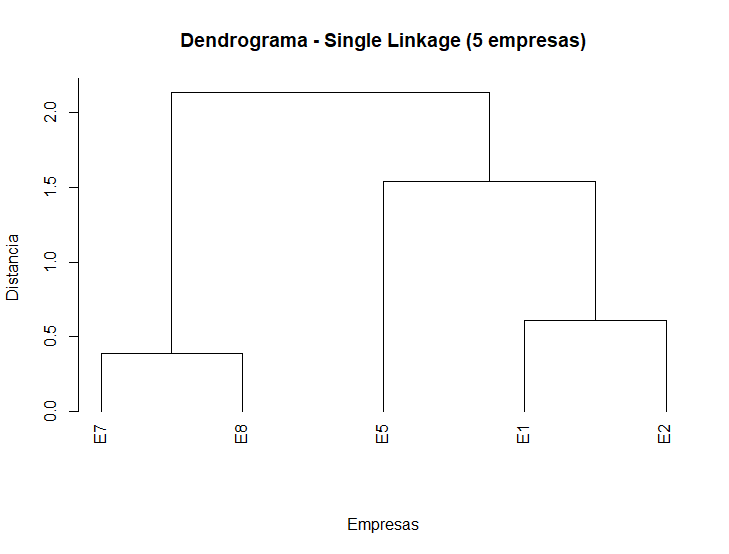 Dendrograma - Single Linkage (5 empresas)
Distancia
2.0
1.5
1.0
0.5
0.0
E7
E8
E5
E1
E2
Empresas